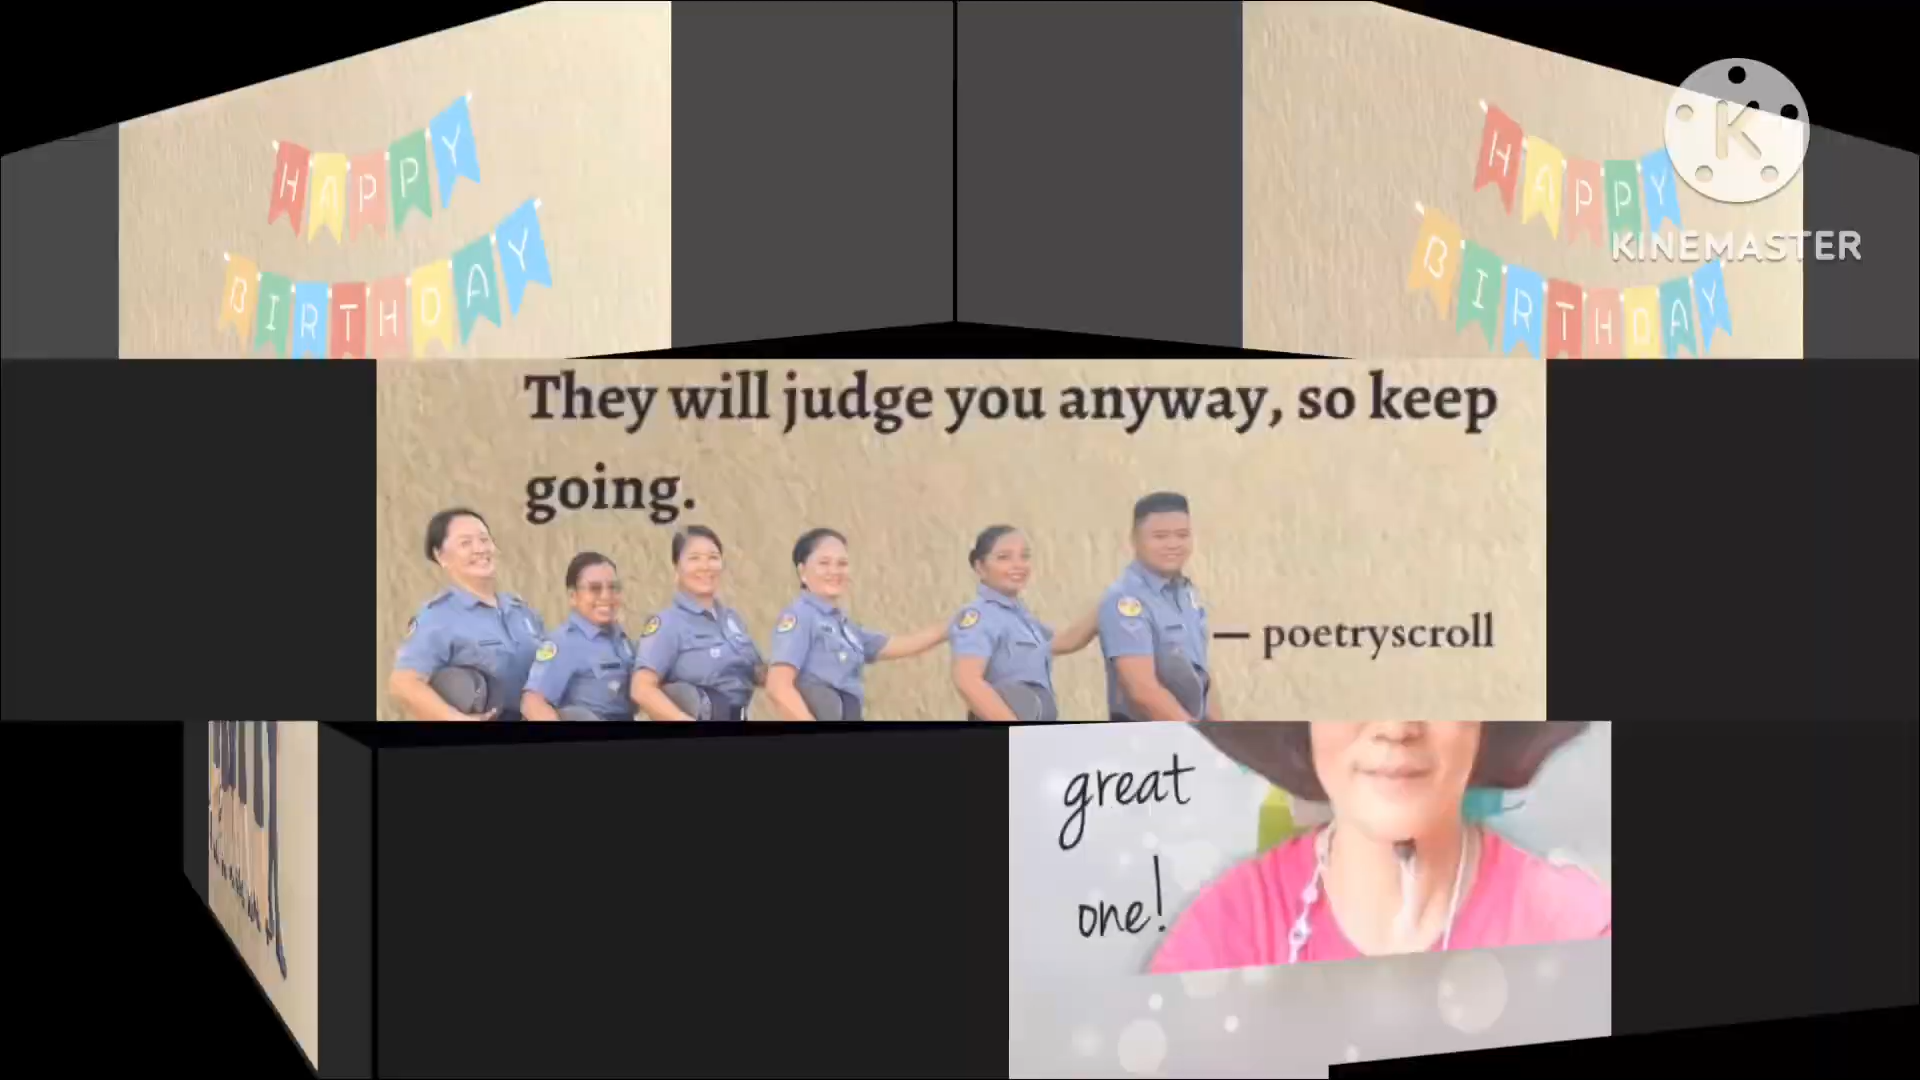 HAPPY
BIRTHDAY
HAPPY
BIRTHDAY
K
KINEMASTER
They will judge you anyway, so keep
going.
— poetryscroll
great
one!